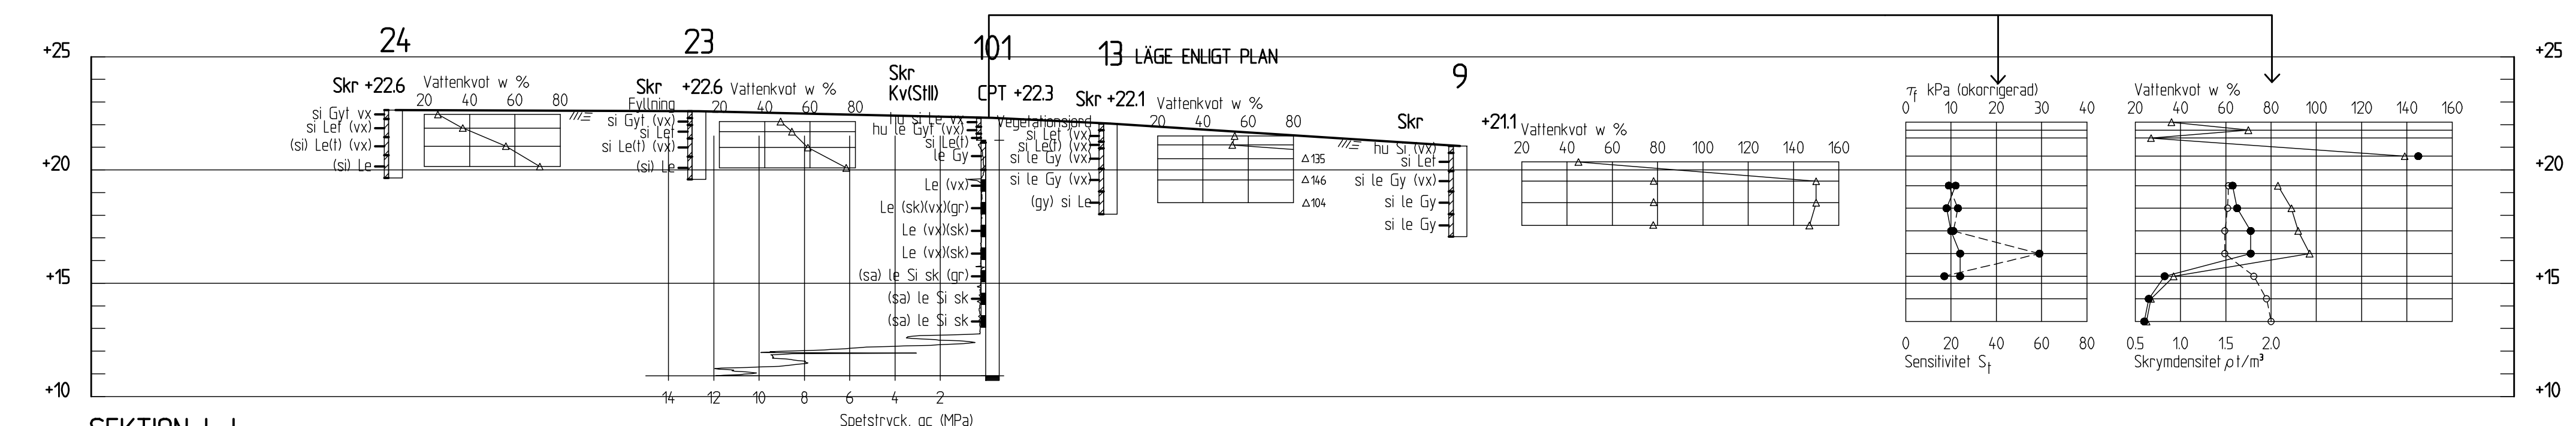 24
23
101
13 LÄGE ENLIGT PLAN
9
+25
+20
+15
+10
Skr +22.6
Vattenkvot w %
20 40 60 80
si Gyt vx
si Lef (vx)
(si) Le(t) (vx)
(si) Le
Skr +22.6
Vattenkvot w %
20 40 60 80
Fyllning
si Gyt (vx)
si Let
si Le(t) (vx)
(si) Le
Skr
Kv(StII)
CPT +22.3
hu si Le vx
hu le Gyt (vx)
si Le(t)
le Gy
Le (vx)
Le (sk)(vx)(gr)
Le (vx)(sk)
Le (vx)(sk)
(sa) le Si sk (gr)
(sa) le Si sk
(sa) le Si sk
14 12 10 8 6 4 2
Spetstryck, qc (MPa)
Skr +22.1
Vattenkvot w %
20 40 60 80
Vegetationsjord
si Let (vx)
si Le(t) (vx)
si le Gy (vx)
si le Gy (vx)
(gy) si Le
135
146
104
Skr +21.1
Vattenkvot w %
20 40 60 80 100 120 140 160
hu Si (vx)
si Let
si le Gy (vx)
si le Gy
si le Gy
τf kPa (okorrigerad)
0 10 20 30 40
0 20 40 60 80
Sensitivitet St
Vattenkvot w %
20 40 60 80 100 120 140 160
0.5 1.0 1.5 2.0
Skrymdensitet ρ t/m³
+25
+20
+15
+10